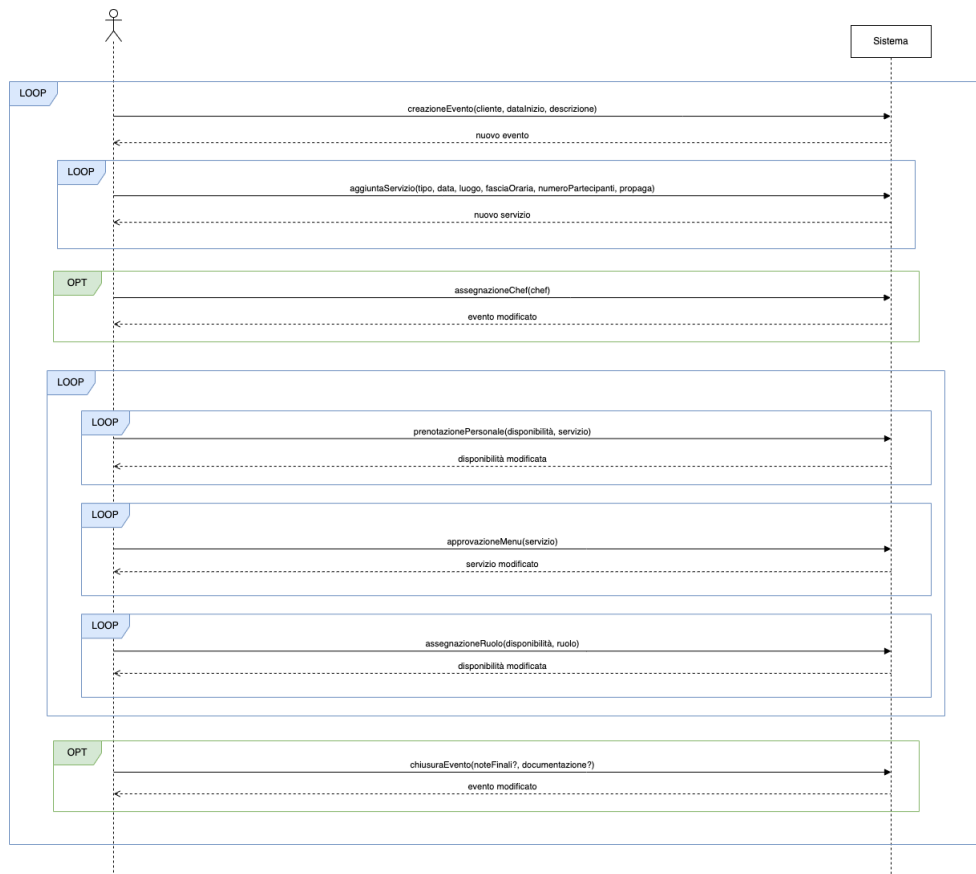 Sistema
LOOP
creazioneEvento(cliente, dataInizio, descrizione)
nuovo evento
LOOP
aggiuntaServizio(tipo, data, luogo, fasciaOraria, numeroPartecipanti, propaga)
nuovo servizio
OPT
assegnazioneChef(chef)
evento modificato
LOOP
LOOP
prenotazionePersonale(disponibilità, servizio)
disponibilità modificata
LOOP
approvazioneMenu(servizio)
servizio modificato
LOOP
assegnazioneRuolo(disponibilità, ruolo)
disponibilità modificata
OPT
chiusuraEvento(noteFinali?, documentazione?)
evento modificato